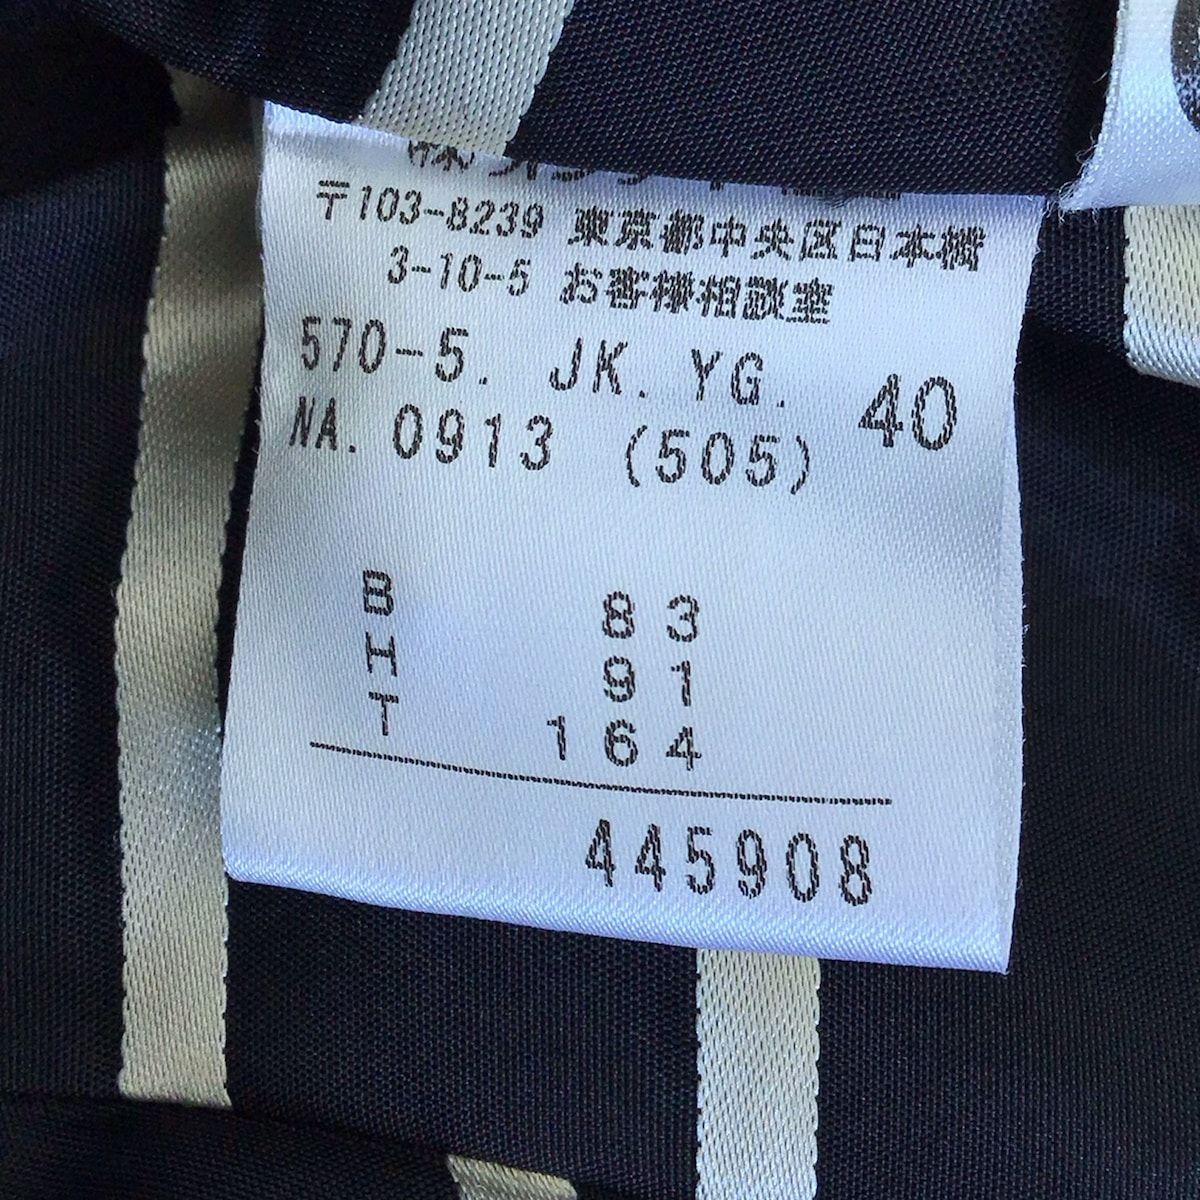 〒103-8239 東京都中央区日本橋
3-10-5 お客様相談室
570-5. JK. YG. 40
NA. 0913 (505)
B 83
H 91
T 164
445908